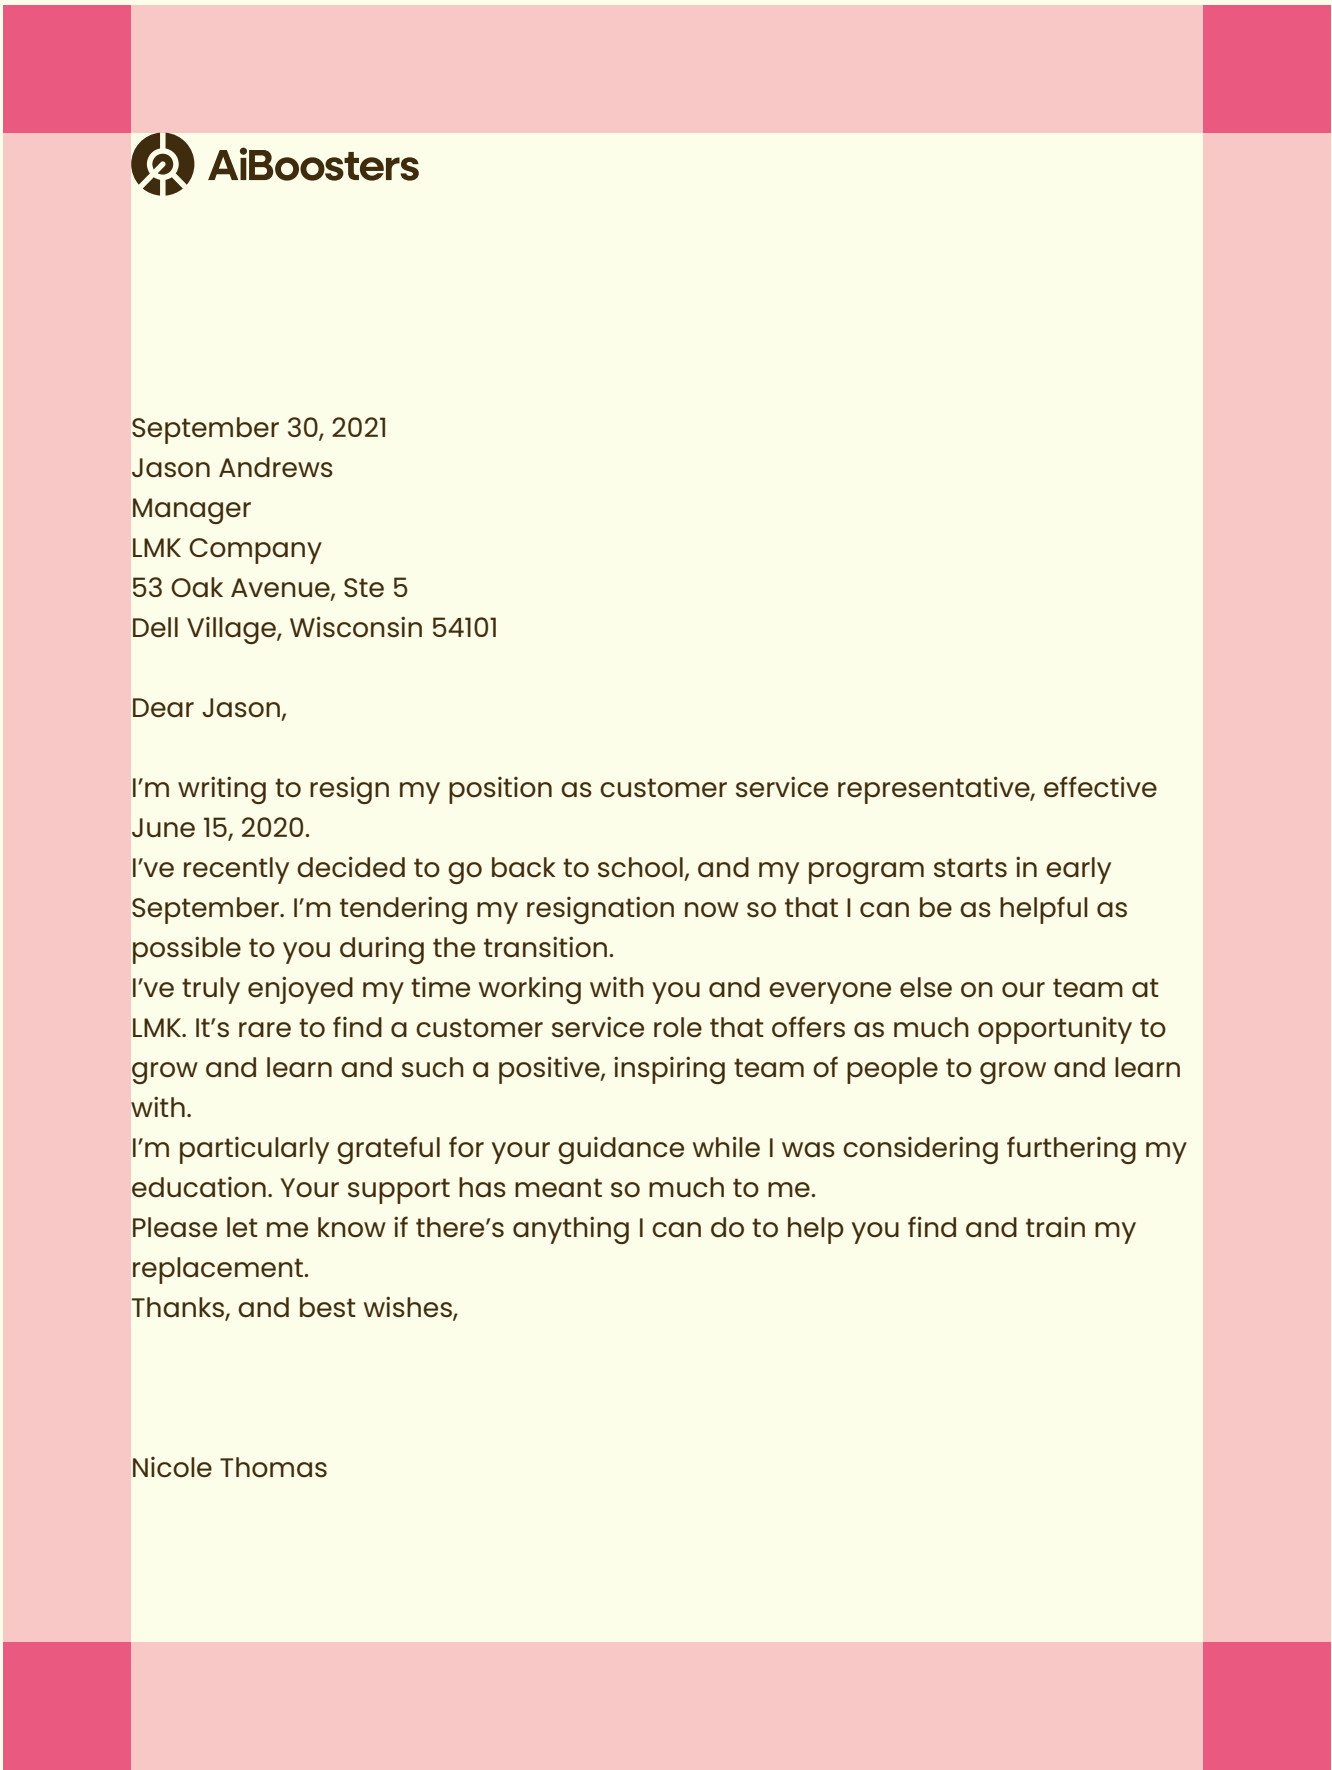 AiBoosters
September 30, 2021
Jason Andrews
Manager
LMK Company
53 Oak Avenue, Ste 5
Dell Village, Wisconsin 54101
Dear Jason,
I’m writing to resign my position as customer service representative, effective
June 15, 2020.
I’ve recently decided to go back to school, and my program starts in early
September. I’m tendering my resignation now so that I can be as helpful as
possible to you during the transition.
I’ve truly enjoyed my time working with you and everyone else on our team at
LMK. It’s rare to find a customer service role that offers as much opportunity to
grow and learn and such a positive, inspiring team of people to grow and learn
with.
I’m particularly grateful for your guidance while I was considering furthering my
education. Your support has meant so much to me.
Please let me know if there’s anything I can do to help you find and train my
replacement.
Thanks, and best wishes,
Nicole Thomas